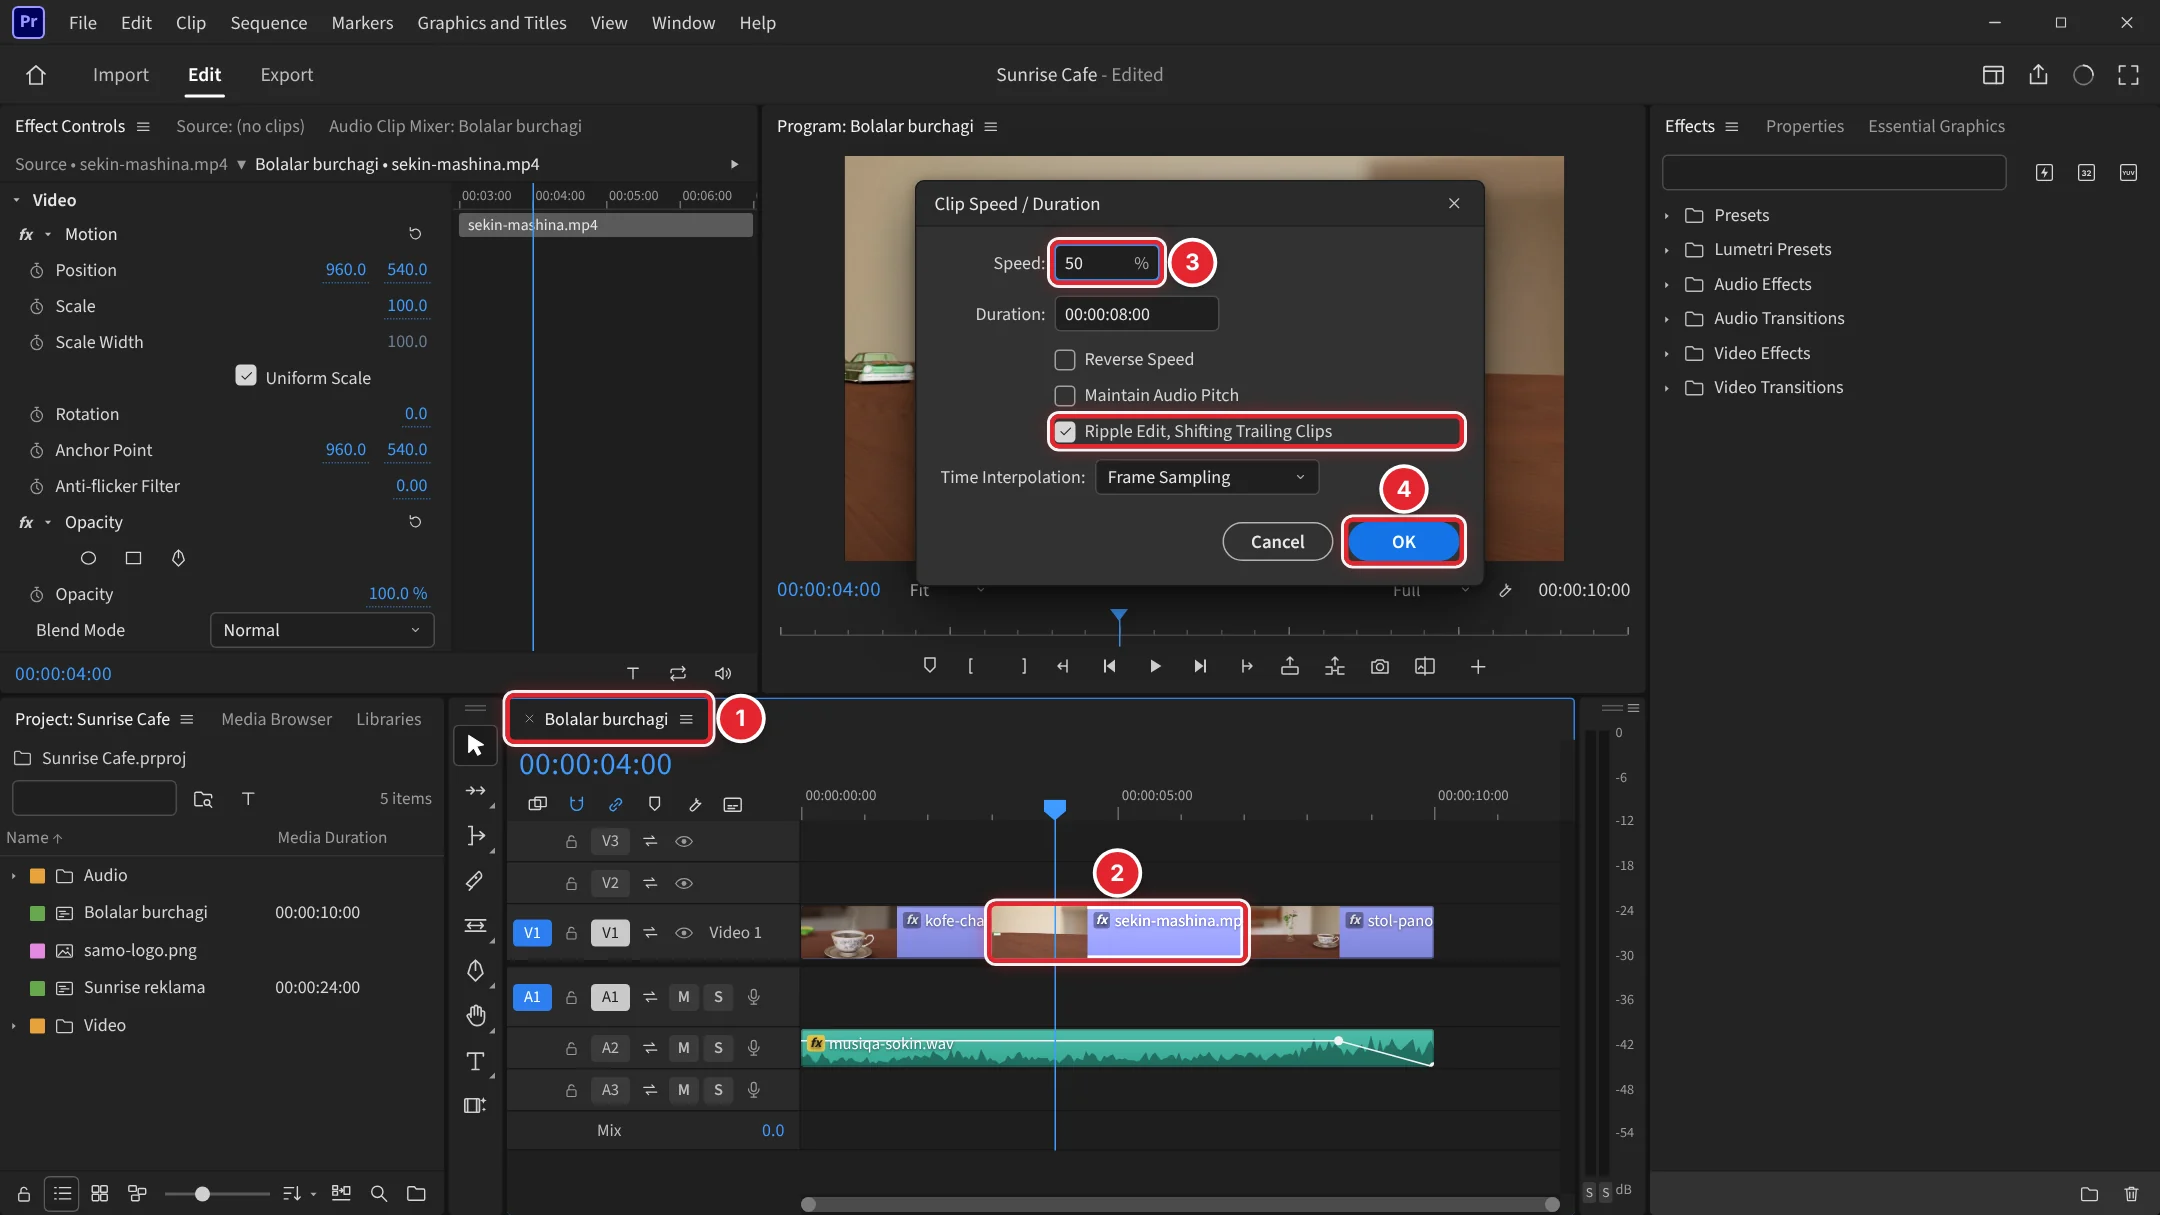 Pr File Edit Clip Sequence Markers Graphics and Titles View Window Help
Import Edit Export
Sunrise Cafe - Edited
Effect Controls Source: (no clips) Audio Clip Mixer: Bolalar burchagi
Source • sekin-mashina.mp4 Bolalar burchagi • sekin-mashina.mp4
00:03:00 00:04:00 00:05:00 00:06:00
sekin-mashina.mp4
Video
fx Motion
Position 960.0 540.0
Scale 100.0
Scale Width 100.0
Uniform Scale
Rotation 0.0
Anchor Point 960.0 540.0
Anti-flicker Filter 0.00
fx Opacity
Opacity 100.0 %
Blend Mode Normal
00:00:04:00
Program: Bolalar burchagi
Clip Speed / Duration
Speed: 50 % 3
Duration: 00:00:08:00
Reverse Speed
Maintain Audio Pitch
Ripple Edit, Shifting Trailing Clips
Time Interpolation: Frame Sampling
4
Cancel OK
00:00:04:00 Fit Full 00:00:10:00
Effects Properties Essential Graphics
32 YUV
Presets
Lumetri Presets
Audio Effects
Audio Transitions
Video Effects
Video Transitions
Project: Sunrise Cafe Media Browser Libraries
Sunrise Cafe.prproj
5 items
Name Media Duration
Audio
Bolalar burchagi 00:00:10:00
samo-logo.png
Sunrise reklama 00:00:24:00
Video
Bolalar burchagi 1
00:00:04:00
00:00:00:00 00:00:05:00 00:00:10:00
V3
V2
2
V1 V1 Video 1
fx kofe-cha fx sekin-mashina.mp fx stol-pano
A1 A1 M S
A2 M S
fx musiqa-sokin.wav
A3 M S
Mix 0.0
0
-6
-12
-18
-24
-30
-36
-42
-48
-54
S S dB